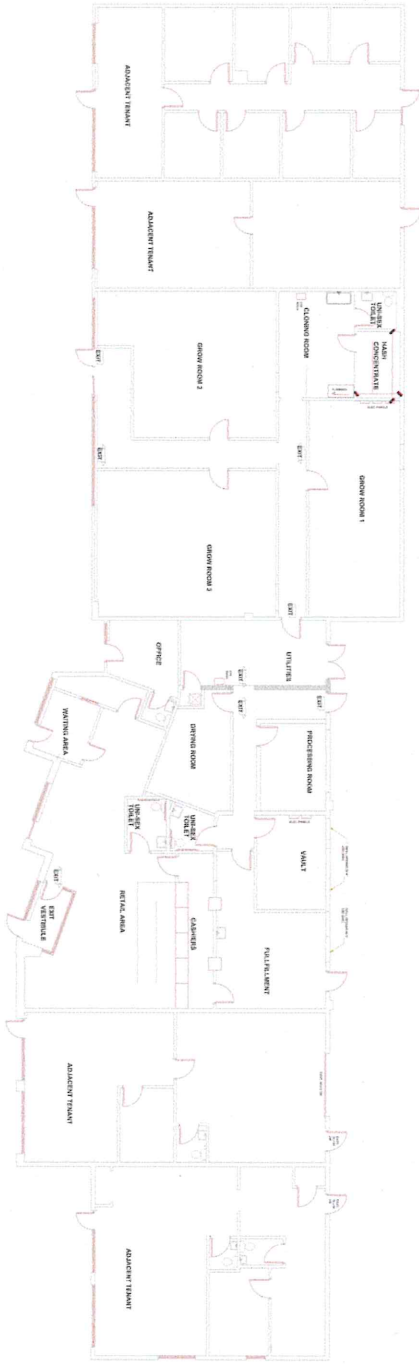 ADJACENT TENANT
ADJACENT TENANT
UNI-SEX
TOILET
HASH
CONCENTRATE
CLONING ROOM
GROW ROOM 2
EXIT
EXIT
EXIT
GROW ROOM 1
GROW ROOM 3
EXIT
OFFICE
UTILITIES
EXIT
EXIT
EXIT
WAITING AREA
DRYING ROOM
PROCESSING ROOM
UNI-SEX
TOILET
UNI-SEX
TOILET
VAULT
EXIT
EXIT
VESTIBULE
RETAIL AREA
CASHIERS
FULLFILLMENT
ADJACENT TENANT
ADJACENT TENANT